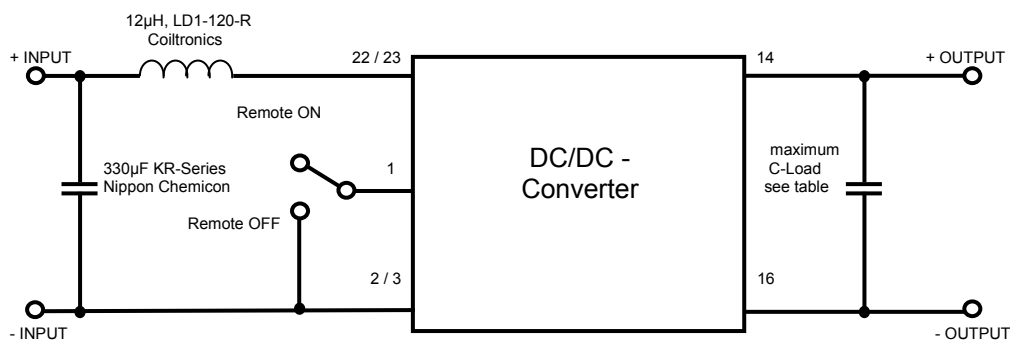 12µH, LD1-120-R
Coiltronics
+ INPUT
22 / 23
14
+ OUTPUT
Remote ON
330µF KR-Series
Nippon Chemicon
1
DC/DC -
Converter
maximum
C-Load
see table
Remote OFF
2 / 3
16
- INPUT
- OUTPUT